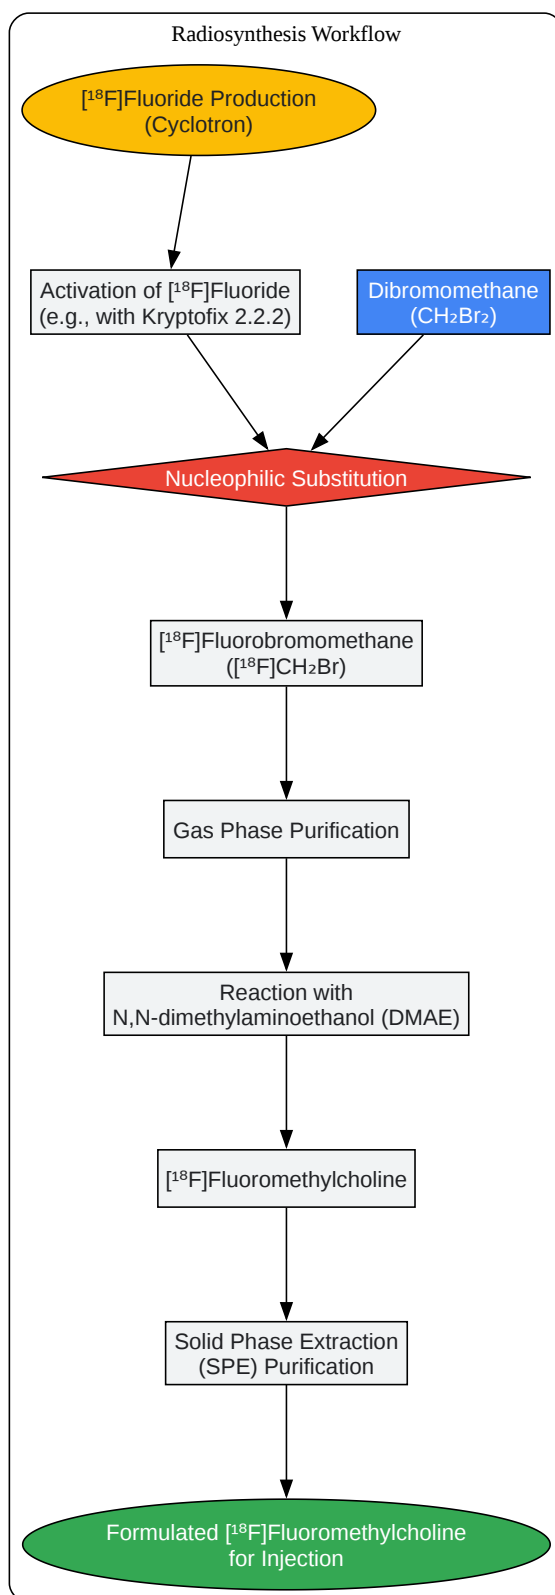 Radiosynthesis Workflow
[¹⁸F]Fluoride Production
(Cyclotron)
Activation of [¹⁸F]Fluoride
(e.g., with Kryptofix 2.2.2)
Dibromomethane
(CH₂Br₂)
Nucleophilic Substitution
[¹⁸F]Fluorobromomethane
([¹⁸F]CH₂Br)
Gas Phase Purification
Reaction with
N,N-dimethylaminoethanol (DMAE)
[¹⁸F]Fluoromethylcholine
Solid Phase Extraction
(SPE) Purification
Formulated [¹⁸F]Fluoromethylcholine
for Injection